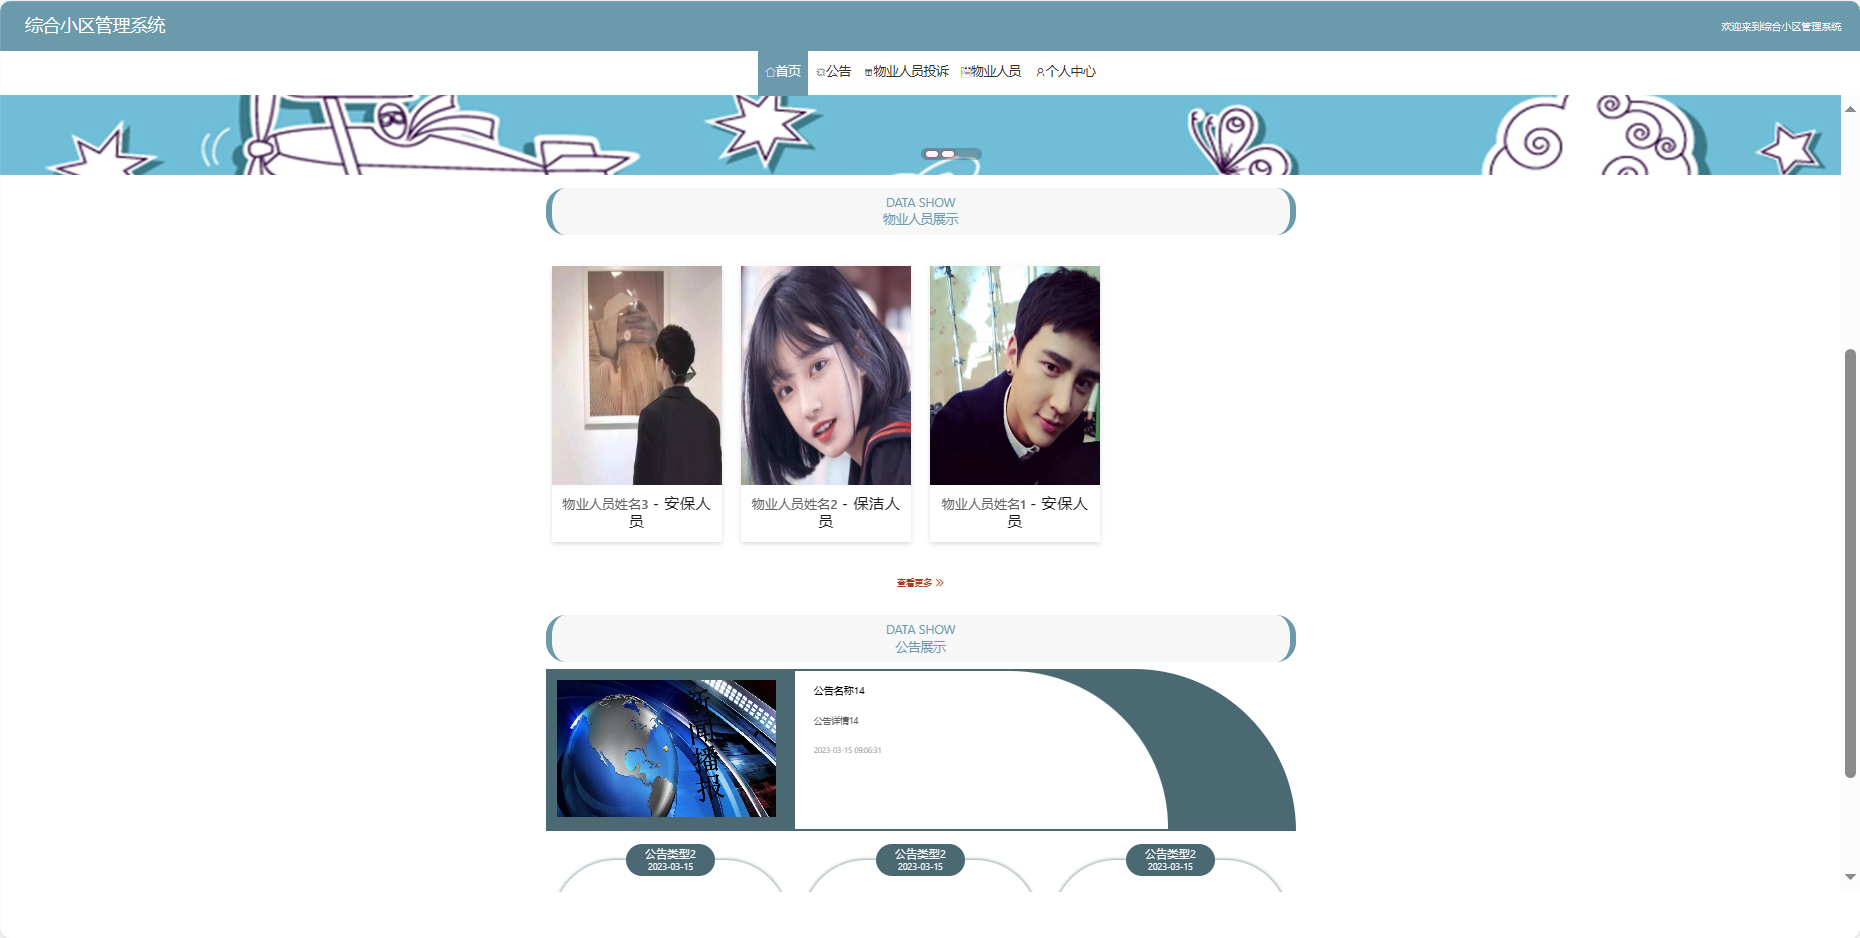 综合小区管理系统
欢迎来到综合小区管理系统
首页 公告 物业人员投诉 物业人员 个人中心
DATA SHOW
物业人员展示
物业人员姓名3 - 安保人员
物业人员姓名2 - 保洁人员
物业人员姓名1 - 安保人员
查看更多
DATA SHOW
公告展示
新闻播报
公告名称14
公告详情14
2023-03-15 09:06:31
公告类型2
2023-03-15
公告类型2
2023-03-15
公告类型2
2023-03-15